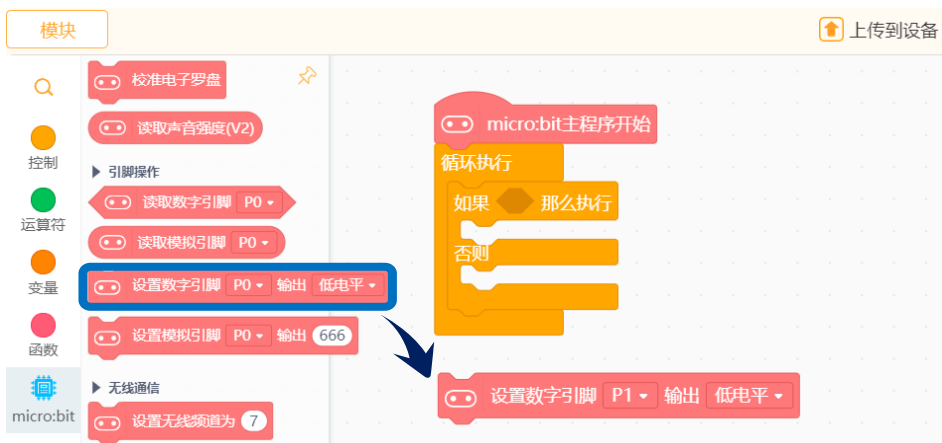 模块
上传到设备
控制
运算符
变量
函数
micro:bit
校准电子罗盘
读取声音强度(V2)
引脚操作
读取数字引脚 P0
读取模拟引脚 P0
设置数字引脚 P0 输出 低电平
设置模拟引脚 P0 输出 666
无线通信
设置无线频道为 7
micro:bit主程序开始
循环执行
如果 那么执行
否则
设置数字引脚 P1 输出 低电平